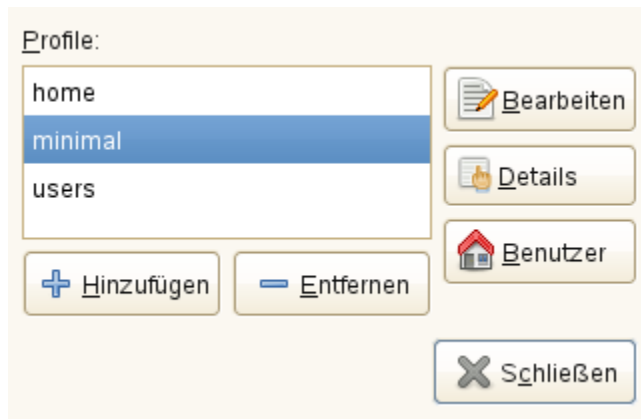 Profile:
home
minimal
users
Bearbeiten
Details
Benutzer
Hinzufügen
Entfernen
Schließen